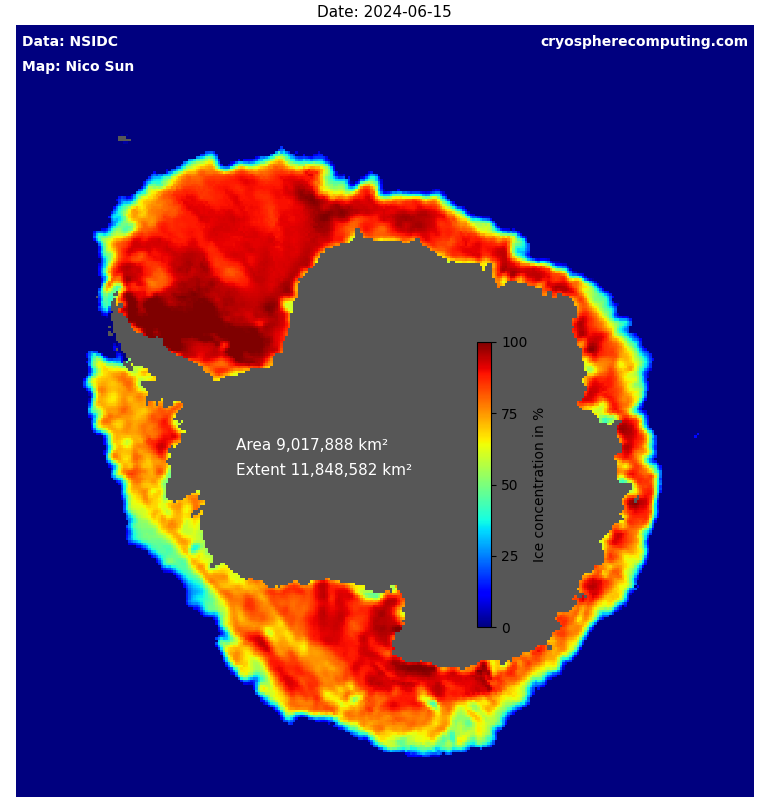 Date: 2024-06-15
Data: NSIDC
cryospherecomputing.com
Map: Nico Sun
100
75
Area 9,017,888 km²
Extent 11,848,582 km²
50
25
0
Ice concentration in %